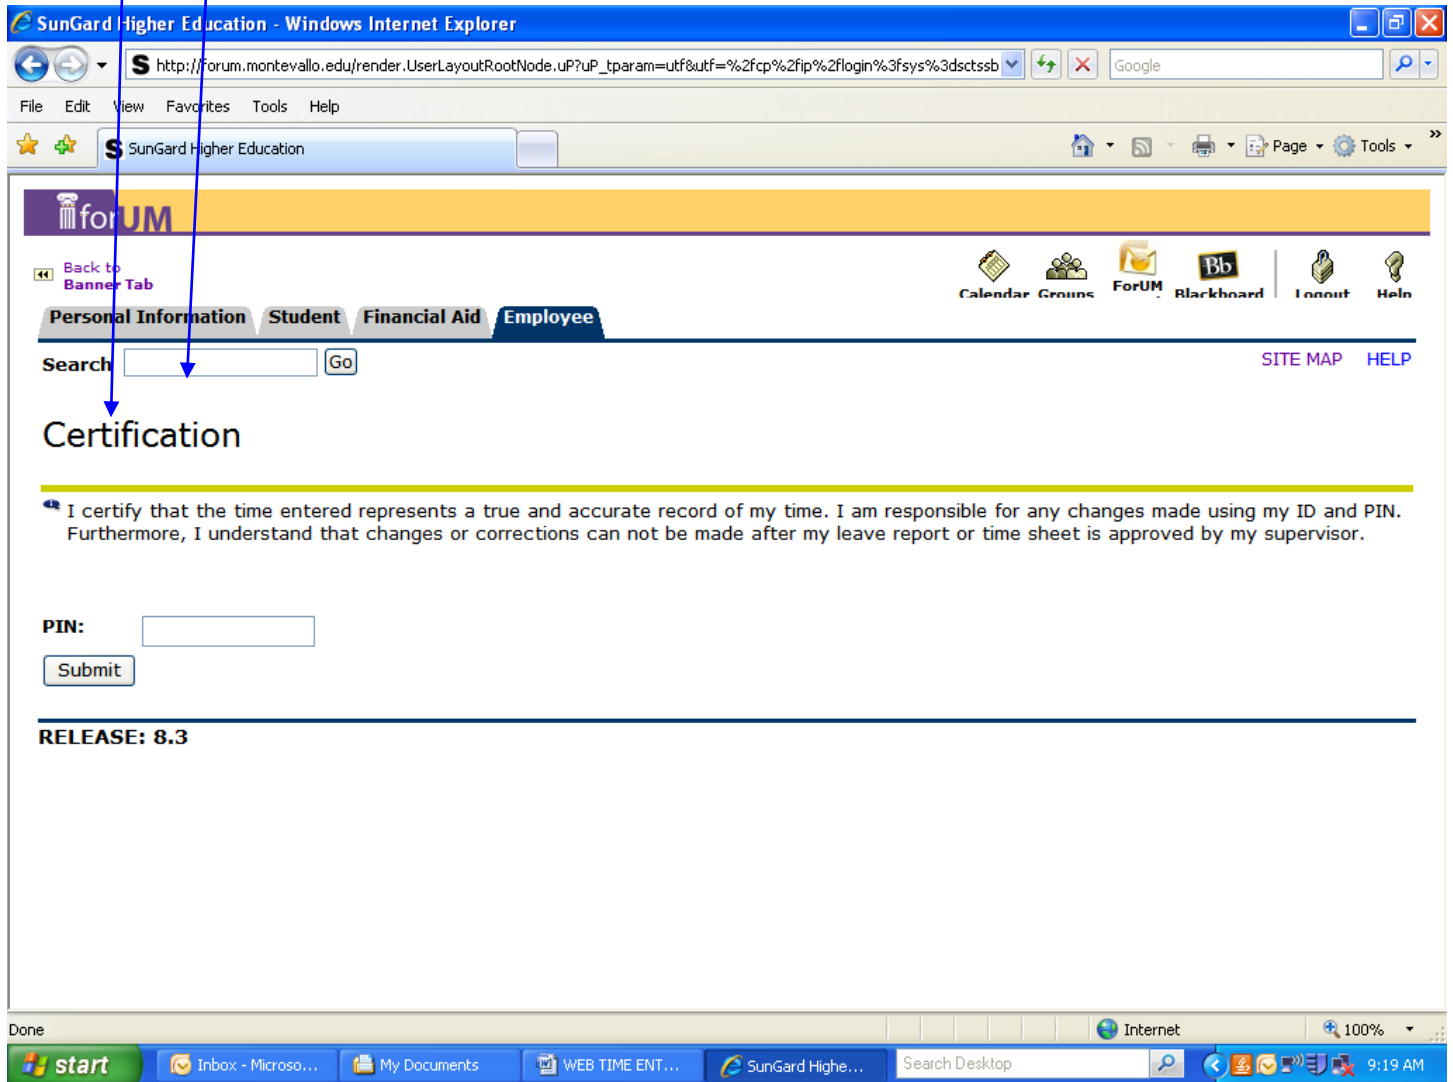 SunGard Higher Education - Windows Internet Explorer
S http://forum.montevallo.edu/render.UserLayoutRootNode.uP?uP_tparam=utf&utf=%2fcp%2fip%2flogin%3fsys%3dsctssb
Google
File Edit View Favorites Tools Help
S SunGard Higher Education
Page Tools »
forUM
Back to
Banner Tab
Calendar Groups ForUM Bb Blackboard Logout Help
Personal Information Student Financial Aid Employee
Search Go SITE MAP HELP
Certification
I certify that the time entered represents a true and accurate record of my time. I am responsible for any changes made using my ID and PIN.
Furthermore, I understand that changes or corrections can not be made after my leave report or time sheet is approved by my supervisor.
PIN:
Submit
RELEASE: 8.3
Done Internet 100%
start Inbox - Microso... My Documents WEB TIME ENT... SunGard Highe... Search Desktop 9:19 AM